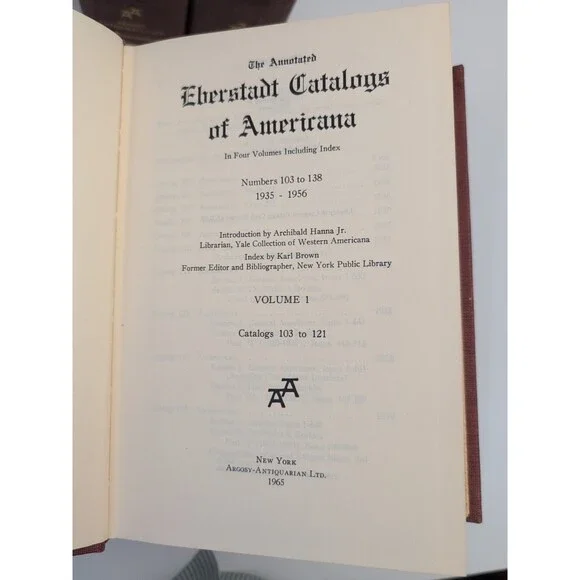 The Annotated
Eberstadt Catalogs
of Americana
In Four Volumes Including Index
Numbers 103 to 138
1935 - 1956
Introduction by Archibald Hanna Jr.
Librarian, Yale Collection of Western Americana
Index by Karl Brown
Former Editor and Bibliographer, New York Public Library
VOLUME 1
Catalogs 103 to 121
AA
New York
Argosy-Antiquarian Ltd.
1965